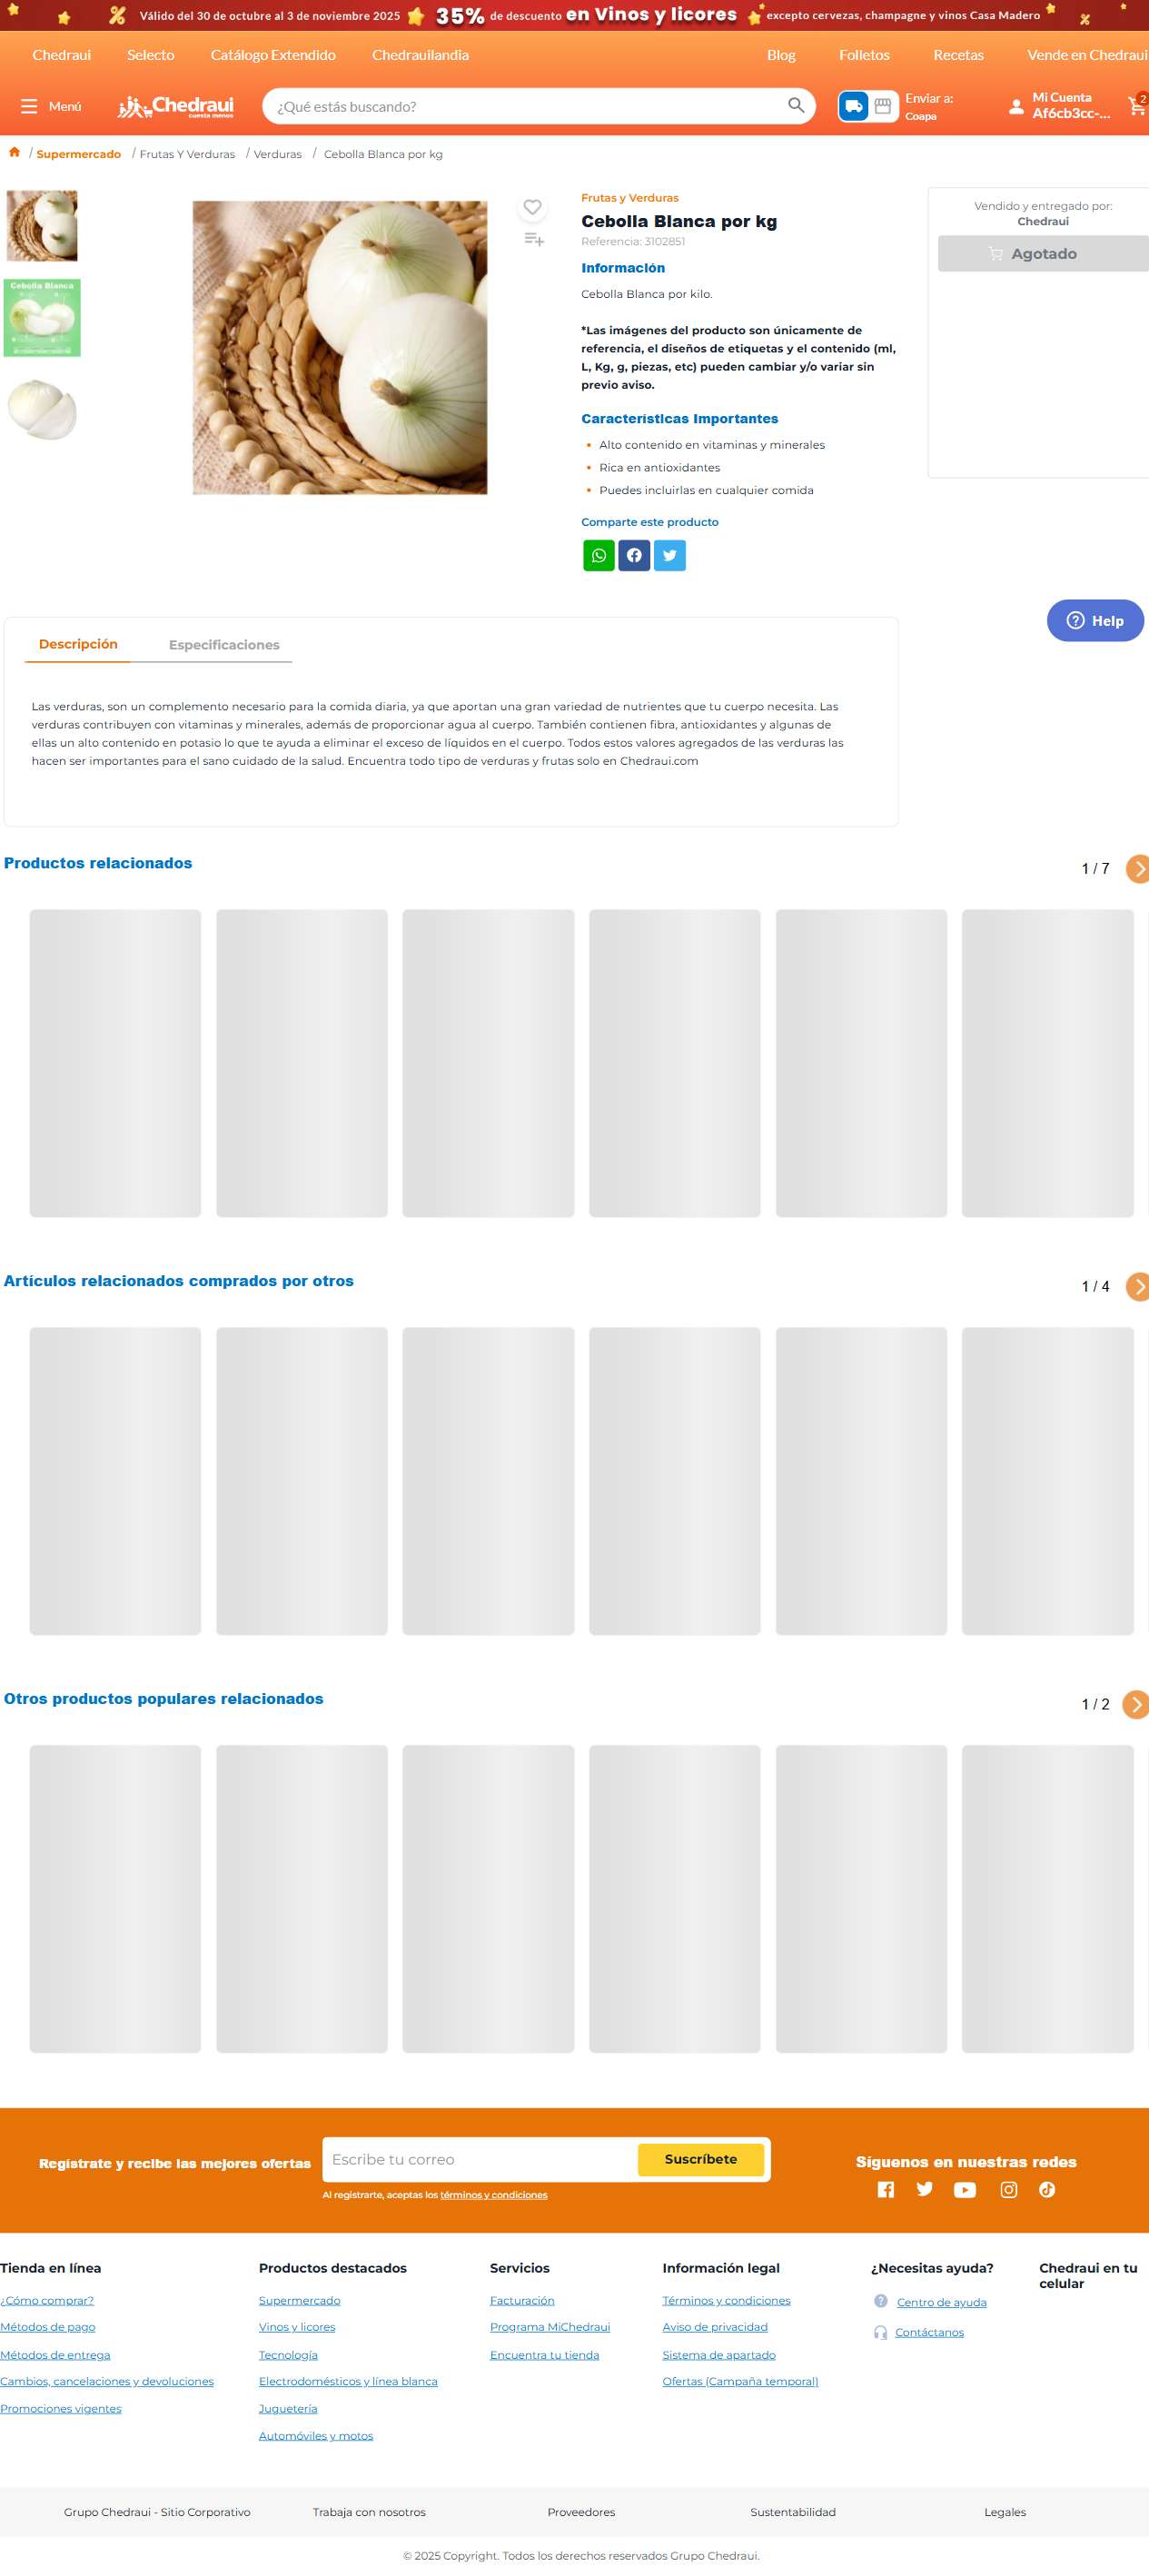 Válido del 30 de octubre al 3 de noviembre 2025 35% de descuento en Vinos y licores excepto cervezas, champagne y vinos Casa Madero
Chedraui Selecto Catálogo Extendido Chedrauilandia Blog Folletos Recetas Vende en Chedraui
Menú Chedraui cuesta menos ¿Qué estás buscando? Enviar a: Coapa Mi Cuenta Af6cb3cc-... 2
/ Supermercado / Frutas Y Verduras / Verduras / Cebolla Blanca por kg
Cebolla Blanca
Frutas y Verduras
Cebolla Blanca por kg
Referencia: 3102851
Información
Cebolla Blanca por kilo.
*Las imágenes del producto son únicamente de
referencia, el diseños de etiquetas y el contenido (ml,
L, Kg, g, piezas, etc) pueden cambiar y/o variar sin
previo aviso.
Características Importantes
• Alto contenido en vitaminas y minerales
• Rica en antioxidantes
• Puedes incluirlas en cualquier comida
Comparte este producto
Vendido y entregado por:
Chedraui
Agotado
Help
Descripción Especificaciones
Las verduras, son un complemento necesario para la comida diaria, ya que aportan una gran variedad de nutrientes que tu cuerpo necesita. Las
verduras contribuyen con vitaminas y minerales, además de proporcionar agua al cuerpo. También contienen fibra, antioxidantes y algunas de
ellas un alto contenido en potasio lo que te ayuda a eliminar el exceso de líquidos en el cuerpo. Todos estos valores agregados de las verduras las
hacen ser importantes para el sano cuidado de la salud. Encuentra todo tipo de verduras y frutas solo en Chedraui.com
Productos relacionados 1 / 7
Artículos relacionados comprados por otros 1 / 4
Otros productos populares relacionados 1 / 2
Regístrate y recibe las mejores ofertas Escribe tu correo Suscríbete
Al registrarte, aceptas los términos y condiciones
Síguenos en nuestras redes
Tienda en línea
¿Cómo comprar?
Métodos de pago
Métodos de entrega
Cambios, cancelaciones y devoluciones
Promociones vigentes
Productos destacados
Supermercado
Vinos y licores
Tecnología
Electrodomésticos y línea blanca
Juguetería
Automóviles y motos
Servicios
Facturación
Programa MiChedraui
Encuentra tu tienda
Información legal
Términos y condiciones
Aviso de privacidad
Sistema de apartado
Ofertas (Campaña temporal)
¿Necesitas ayuda?
Centro de ayuda
Contáctanos
Chedraui en tu
celular
Grupo Chedraui - Sitio Corporativo Trabaja con nosotros Proveedores Sustentabilidad Legales
© 2025 Copyright. Todos los derechos reservados Grupo Chedraui.